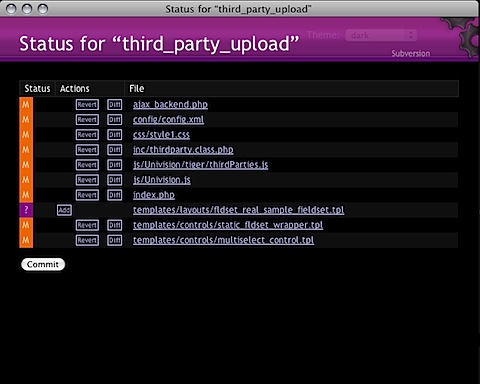 Status for "third_party_upload"
Theme: dark
Status for “third_party_upload”
Subversion
Status Actions File
M Revert Diff ajax_backend.php
M Revert Diff config/config.xml
M Revert Diff css/style1.css
M Revert Diff inc/thirdparty.class.php
M Revert Diff js/Univision/tiger/thirdParties.js
M Revert Diff js/Univision.js
M Revert Diff index.php
? Add templates/layouts/fldset_real_sample_fieldset.tpl
M Revert Diff templates/controls/static_fldset_wrapper.tpl
M Revert Diff templates/controls/multiselect_control.tpl
Commit